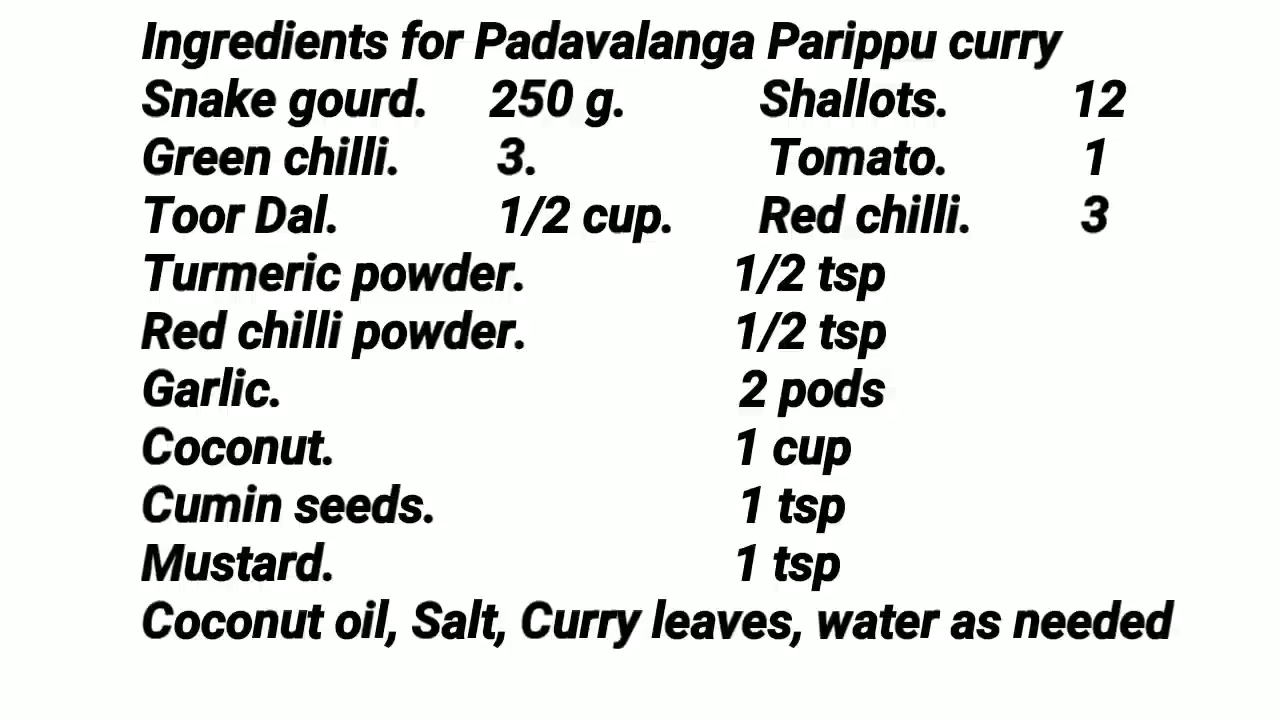 Ingredients for Padavalanga Parippu curry
Snake gourd. 250 g. Shallots. 12
Green chilli. 3. Tomato. 1
Toor Dal. 1/2 cup. Red chilli. 3
Turmeric powder. 1/2 tsp
Red chilli powder. 1/2 tsp
Garlic. 2 pods
Coconut. 1 cup
Cumin seeds. 1 tsp
Mustard. 1 tsp
Coconut oil, Salt, Curry leaves, water as needed